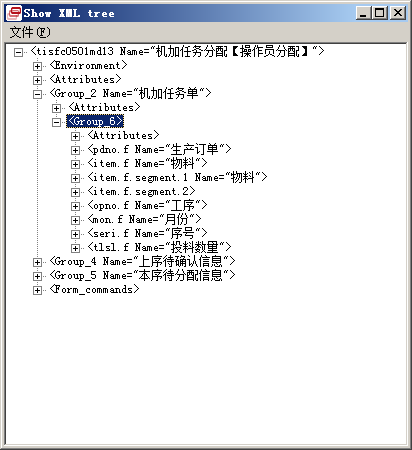 Show XML tree
文件(F)
<tisfc0501md13 Name="机加任务分配【操作员分配】">
<Environment>
<Attributes>
<Group_2 Name="机加任务单">
<Attributes>
<Group_6>
<Attributes>
<pdno.f Name="生产订单">
<item.f Name="物料">
<item.f.segment.1 Name="物料">
<item.f.segment.2>
<opno.f Name="工序">
<mon.f Name="月份">
<seri.f Name="序号">
<tlsl.f Name="投料数量">
<Group_4 Name="上序待确认信息">
<Group_5 Name="本序待分配信息">
<Form_commands>